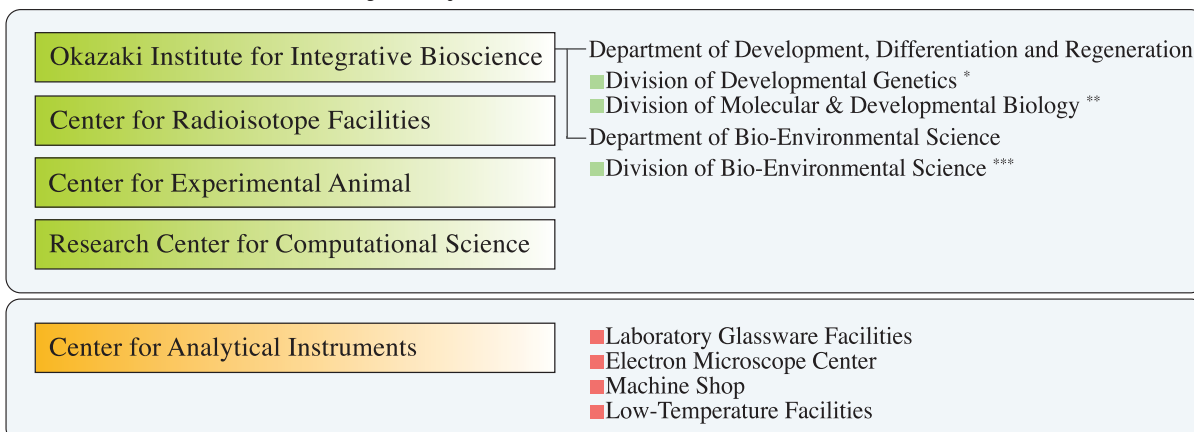 Okazaki Institute for Integrative Bioscience
Department of Development, Differentiation and Regeneration
Division of Developmental Genetics *
Division of Molecular & Developmental Biology **
Department of Bio-Environmental Science
Division of Bio-Environmental Science ***
Center for Radioisotope Facilities
Center for Experimental Animal
Research Center for Computational Science
Center for Analytical Instruments
Laboratory Glassware Facilities
Electron Microscope Center
Machine Shop
Low-Temperature Facilities